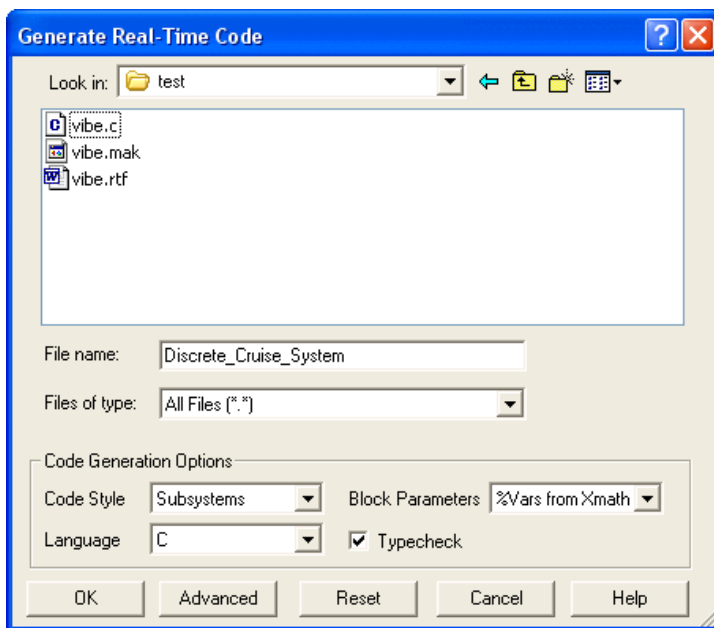 Generate Real-Time Code
Look in: test
vibe.c
vibe.mak
vibe.rtf
File name: Discrete_Cruise_System
Files of type: All Files (*.*)
Code Generation Options
Code Style Subsystems Block Parameters %Vars from Xmath
Language C Typecheck
OK Advanced Reset Cancel Help